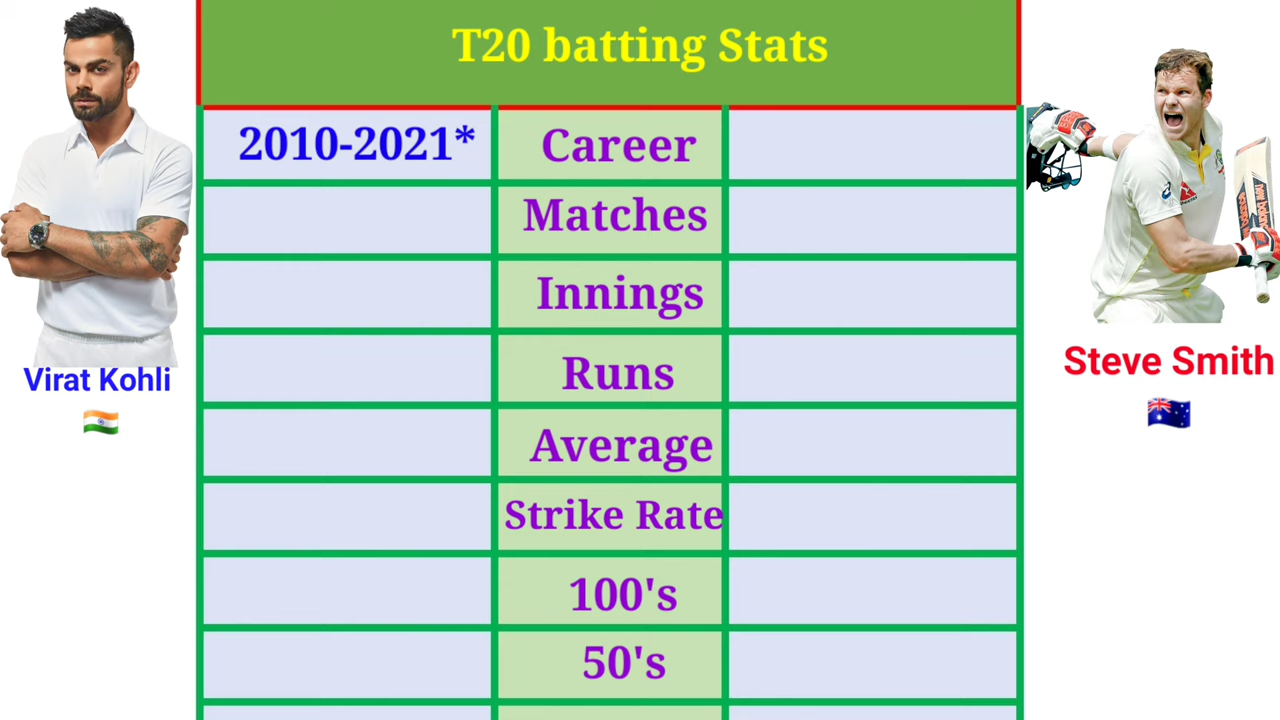 T20 batting Stats
2010-2021* Career
Matches
Innings
Runs
Average
Strike Rate
100's
50's
Virat Kohli
Steve Smith